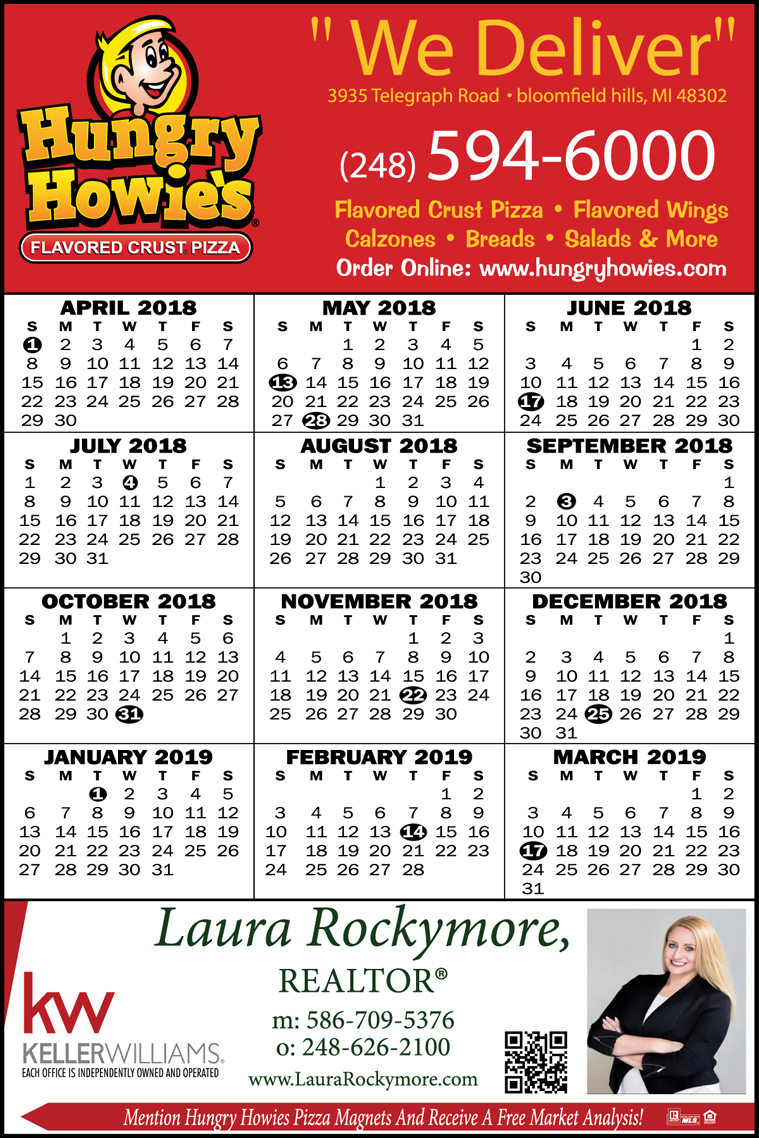 " We Deliver"
3935 Telegraph Road • bloomfield hills, MI 48302
(248) 594-6000
Hungry
Howie's®
FLAVORED CRUST PIZZA
Flavored Crust Pizza • Flavored Wings
Calzones • Breads • Salads & More
Order Online: www.hungryhowies.com
APRIL 2018
S M T W T F S
1 2 3 4 5 6 7
8 9 10 11 12 13 14
15 16 17 18 19 20 21
22 23 24 25 26 27 28
29 30
MAY 2018
S M T W T F S
1 2 3 4 5
6 7 8 9 10 11 12
13 14 15 16 17 18 19
20 21 22 23 24 25 26
27 28 29 30 31
JUNE 2018
S M T W T F S
1 2
3 4 5 6 7 8 9
10 11 12 13 14 15 16
17 18 19 20 21 22 23
24 25 26 27 28 29 30
JULY 2018
S M T W T F S
1 2 3 4 5 6 7
8 9 10 11 12 13 14
15 16 17 18 19 20 21
22 23 24 25 26 27 28
29 30 31
AUGUST 2018
S M T W T F S
1 2 3 4
5 6 7 8 9 10 11
12 13 14 15 16 17 18
19 20 21 22 23 24 25
26 27 28 29 30 31
SEPTEMBER 2018
S M T W T F S
1
2 3 4 5 6 7 8
9 10 11 12 13 14 15
16 17 18 19 20 21 22
23 24 25 26 27 28 29
30
OCTOBER 2018
S M T W T F S
1 2 3 4 5 6
7 8 9 10 11 12 13
14 15 16 17 18 19 20
21 22 23 24 25 26 27
28 29 30 31
NOVEMBER 2018
S M T W T F S
1 2 3
4 5 6 7 8 9 10
11 12 13 14 15 16 17
18 19 20 21 22 23 24
25 26 27 28 29 30
DECEMBER 2018
S M T W T F S
1
2 3 4 5 6 7 8
9 10 11 12 13 14 15
16 17 18 19 20 21 22
23 24 25 26 27 28 29
30 31
JANUARY 2019
S M T W T F S
1 2 3 4 5
6 7 8 9 10 11 12
13 14 15 16 17 18 19
20 21 22 23 24 25 26
27 28 29 30 31
FEBRUARY 2019
S M T W T F S
1 2
3 4 5 6 7 8 9
10 11 12 13 14 15 16
17 18 19 20 21 22 23
24 25 26 27 28
MARCH 2019
S M T W T F S
1 2
3 4 5 6 7 8 9
10 11 12 13 14 15 16
17 18 19 20 21 22 23
24 25 26 27 28 29 30
31
Laura Rockymore,
REALTOR®
m: 586-709-5376
o: 248-626-2100
www.LauraRockymore.com
kw
KELLERWILLIAMS®
EACH OFFICE IS INDEPENDENTLY OWNED AND OPERATED
Mention Hungry Howies Pizza Magnets And Receive A Free Market Analysis!
R MLS